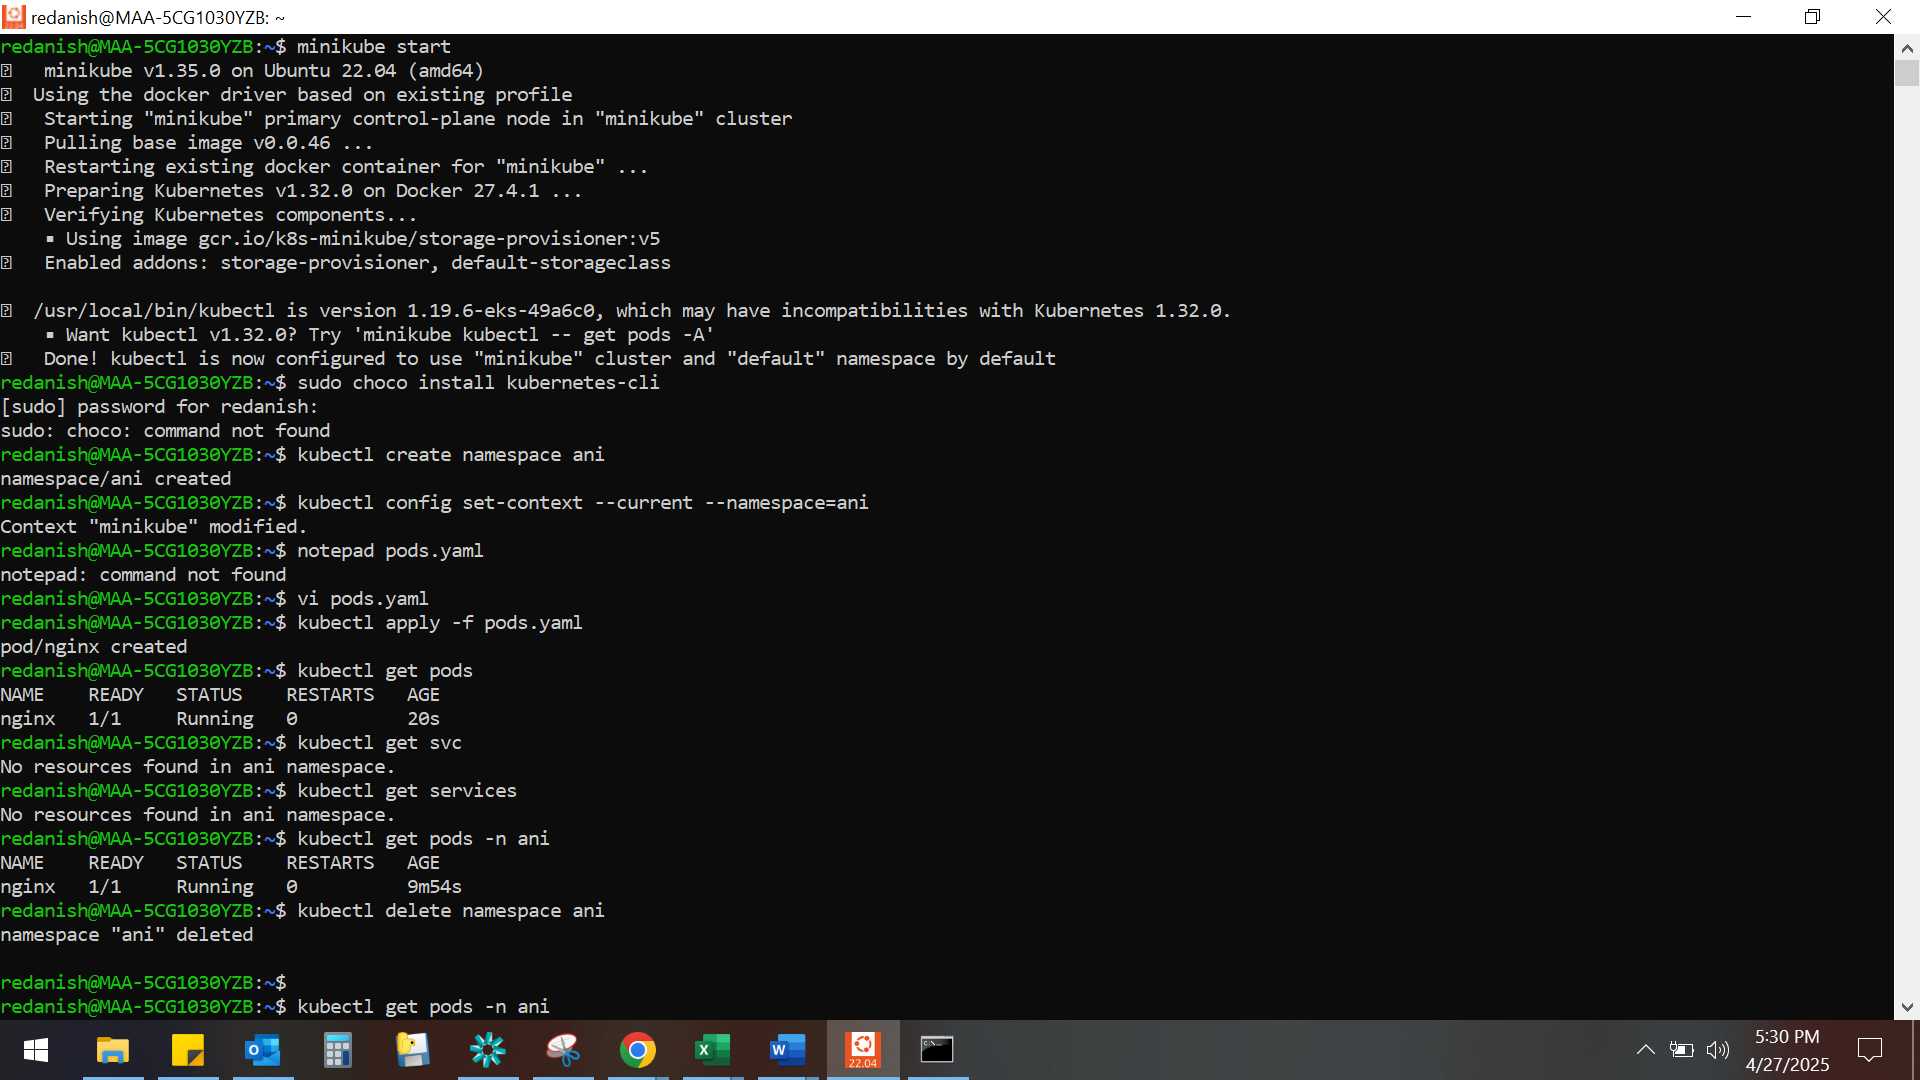 redanish@MAA-5CG1030YZB: ~
redanish@MAA-5CG1030YZB:~$ minikube start
minikube v1.35.0 on Ubuntu 22.04 (amd64)
Using the docker driver based on existing profile
Starting "minikube" primary control-plane node in "minikube" cluster
Pulling base image v0.0.46 ...
Restarting existing docker container for "minikube" ...
Preparing Kubernetes v1.32.0 on Docker 27.4.1 ...
Verifying Kubernetes components...
▪ Using image gcr.io/k8s-minikube/storage-provisioner:v5
Enabled addons: storage-provisioner, default-storageclass
/usr/local/bin/kubectl is version 1.19.6-eks-49a6c0, which may have incompatibilities with Kubernetes 1.32.0.
▪ Want kubectl v1.32.0? Try 'minikube kubectl -- get pods -A'
Done! kubectl is now configured to use "minikube" cluster and "default" namespace by default
redanish@MAA-5CG1030YZB:~$ sudo choco install kubernetes-cli
[sudo] password for redanish:
sudo: choco: command not found
redanish@MAA-5CG1030YZB:~$ kubectl create namespace ani
namespace/ani created
redanish@MAA-5CG1030YZB:~$ kubectl config set-context --current --namespace=ani
Context "minikube" modified.
redanish@MAA-5CG1030YZB:~$ notepad pods.yaml
notepad: command not found
redanish@MAA-5CG1030YZB:~$ vi pods.yaml
redanish@MAA-5CG1030YZB:~$ kubectl apply -f pods.yaml
pod/nginx created
redanish@MAA-5CG1030YZB:~$ kubectl get pods
NAME READY STATUS RESTARTS AGE
nginx 1/1 Running 0 20s
redanish@MAA-5CG1030YZB:~$ kubectl get svc
No resources found in ani namespace.
redanish@MAA-5CG1030YZB:~$ kubectl get services
No resources found in ani namespace.
redanish@MAA-5CG1030YZB:~$ kubectl get pods -n ani
NAME READY STATUS RESTARTS AGE
nginx 1/1 Running 0 9m54s
redanish@MAA-5CG1030YZB:~$ kubectl delete namespace ani
namespace "ani" deleted
redanish@MAA-5CG1030YZB:~$
redanish@MAA-5CG1030YZB:~$ kubectl get pods -n ani
22.04
5:30 PM
4/27/2025